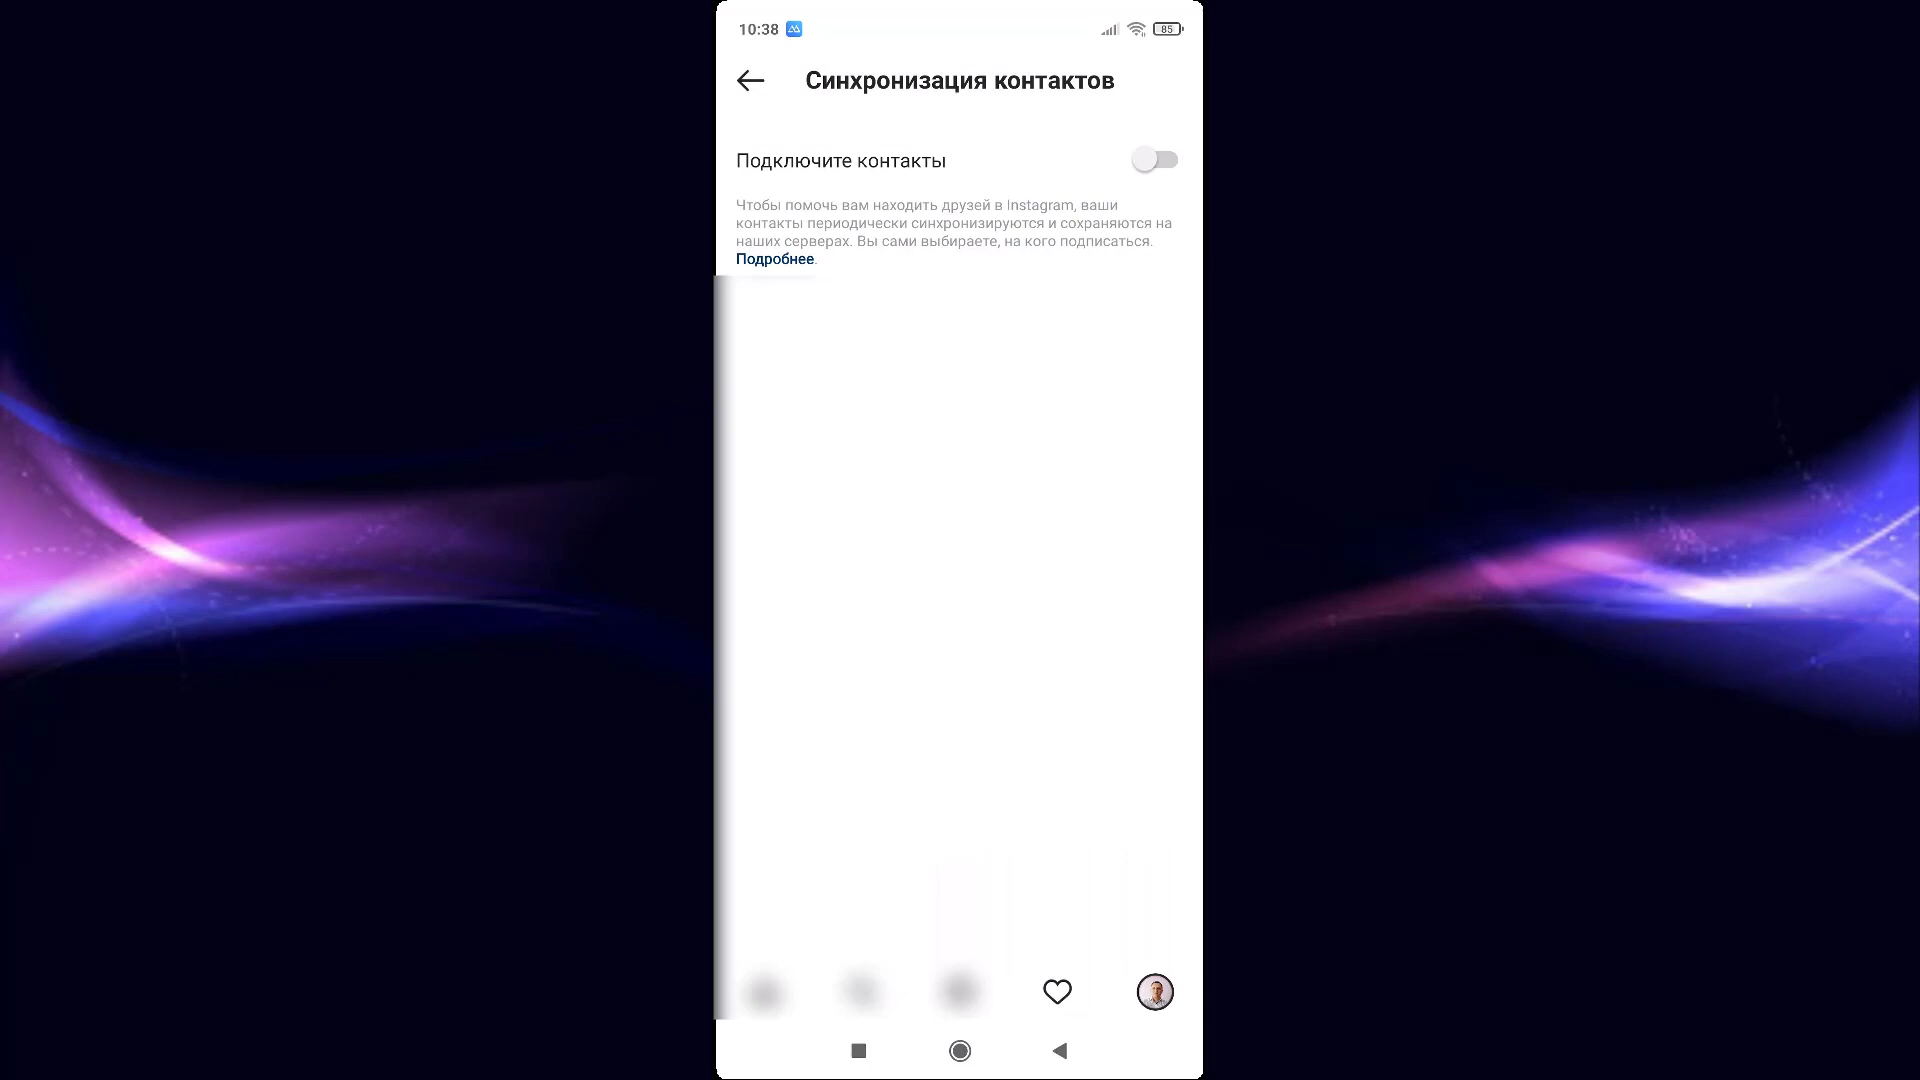 10:38
85
Синхронизация контактов
Подключите контакты
Чтобы помочь вам находить друзей в Instagram, ваши
контакты периодически синхронизируются и сохраняются на
наших серверах. Вы сами выбираете, на кого подписаться.
Подробнее.